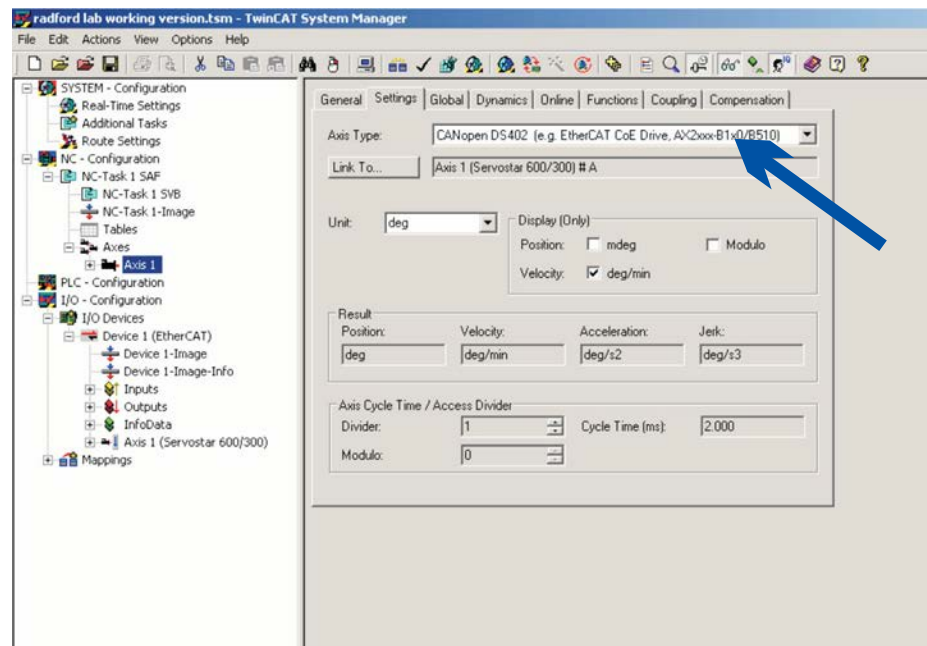 radford lab working version.tsm - TwinCAT System Manager
File Edit Actions View Options Help
SYSTEM - Configuration
Real-Time Settings
Additional Tasks
Route Settings
NC - Configuration
NC-Task 1 SAF
NC-Task 1 SVB
NC-Task 1-Image
Tables
Axes
Axis 1
PLC - Configuration
I/O - Configuration
I/O Devices
Device 1 (EtherCAT)
Device 1-Image
Device 1-Image-Info
Inputs
Outputs
InfoData
Axis 1 (Servostar 600/300)
Mappings
General Settings Global Dynamics Online Functions Coupling Compensation
Axis Type: CANopen DS402 (e.g. EtherCAT CoE Drive, AX2xxx-B1x0/B510)
Link To... Axis 1 (Servostar 600/300) # A
Unit: deg
Display (Only)
Position: mdeg Modulo
Velocity: deg/min
Result
Position: Velocity: Acceleration: Jerk:
deg deg/min deg/s2 deg/s3
Axis Cycle Time / Access Divider
Divider: 1 Cycle Time (ms): 2.000
Modulo: 0